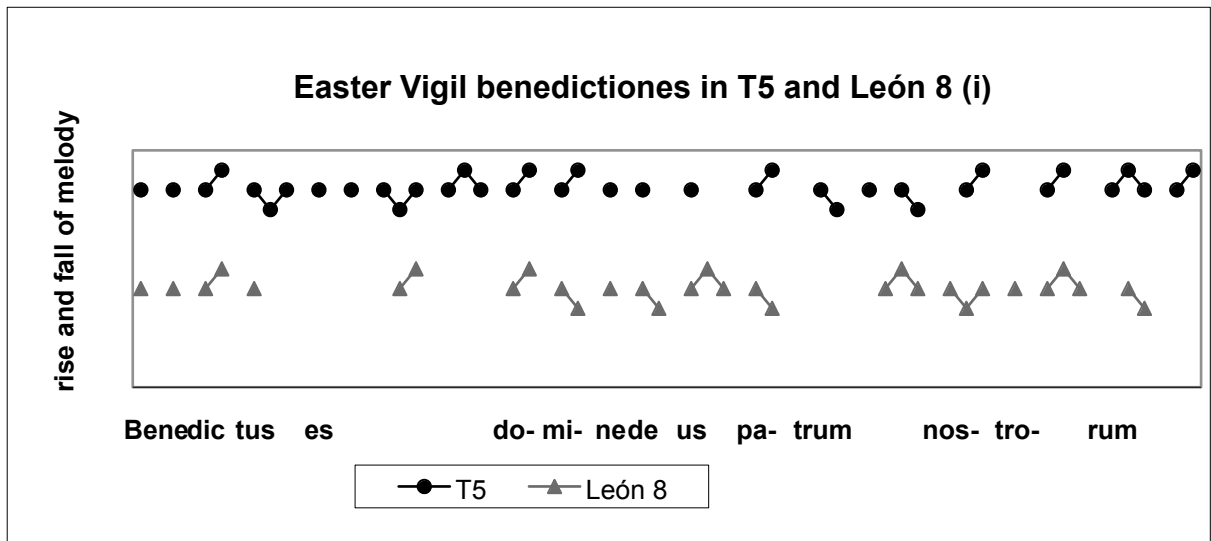 Easter Vigil benedictiones in T5 and León 8 (i)
rise and fall of melody
Benedic tus es do- mi- nede us pa- trum nos- tro- rum
T5 León 8